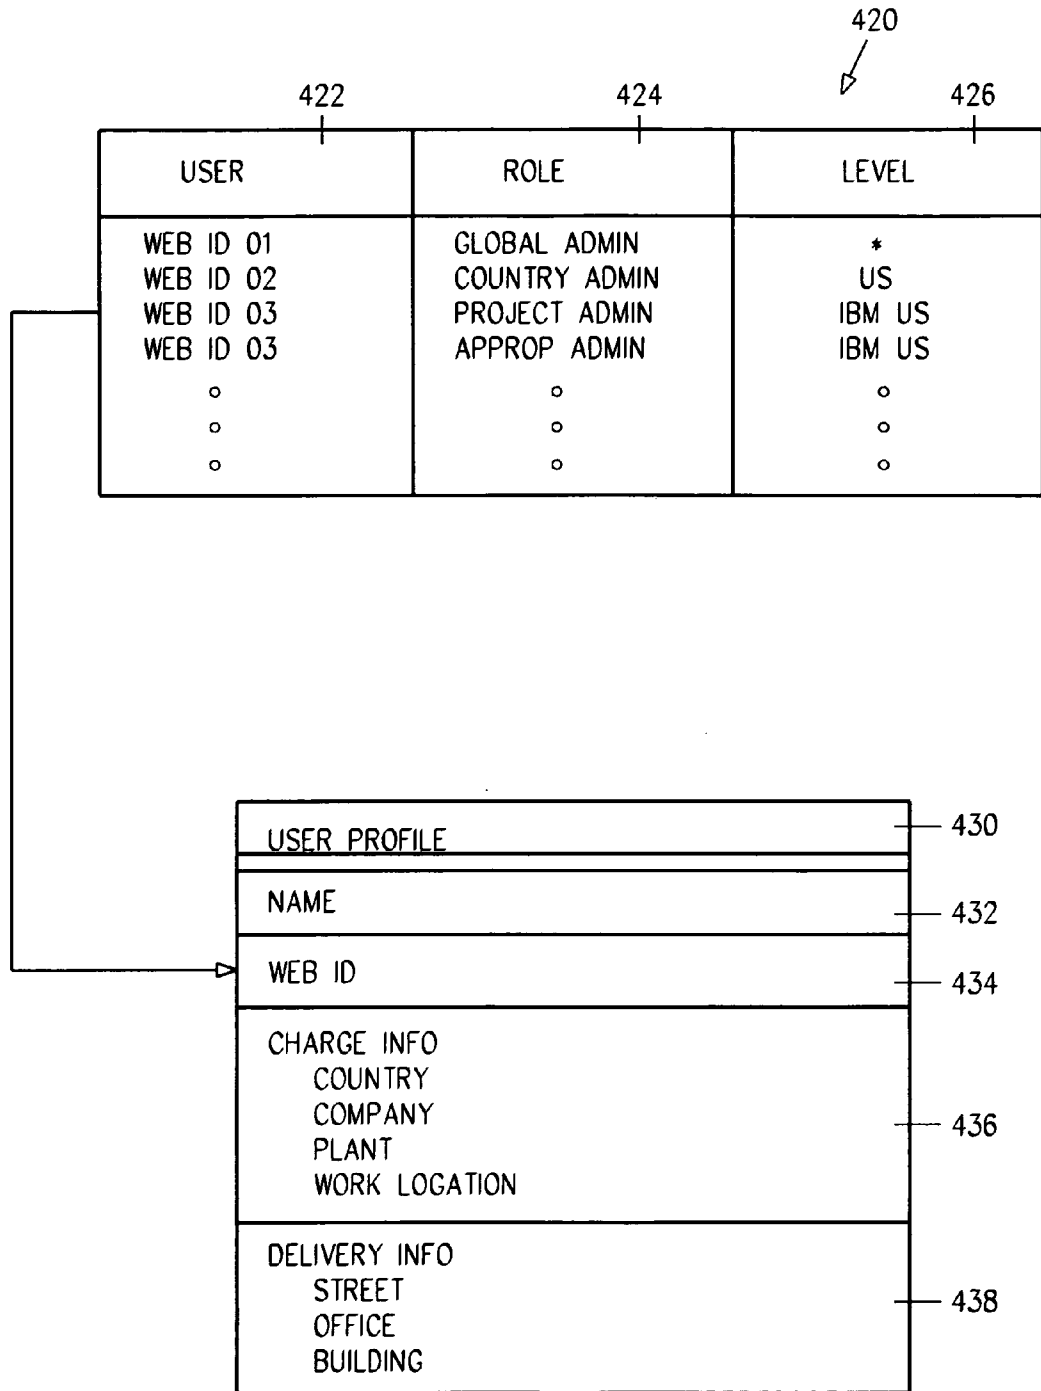 420
422 424 426
USER ROLE LEVEL
WEB ID 01 GLOBAL ADMIN *
WEB ID 02 COUNTRY ADMIN US
WEB ID 03 PROJECT ADMIN IBM US
WEB ID 03 APPROP ADMIN IBM US
USER PROFILE 430
NAME 432
WEB ID 434
CHARGE INFO
COUNTRY
COMPANY 436
PLANT
WORK LOGATION
DELIVERY INFO
STREET 438
OFFICE
BUILDING